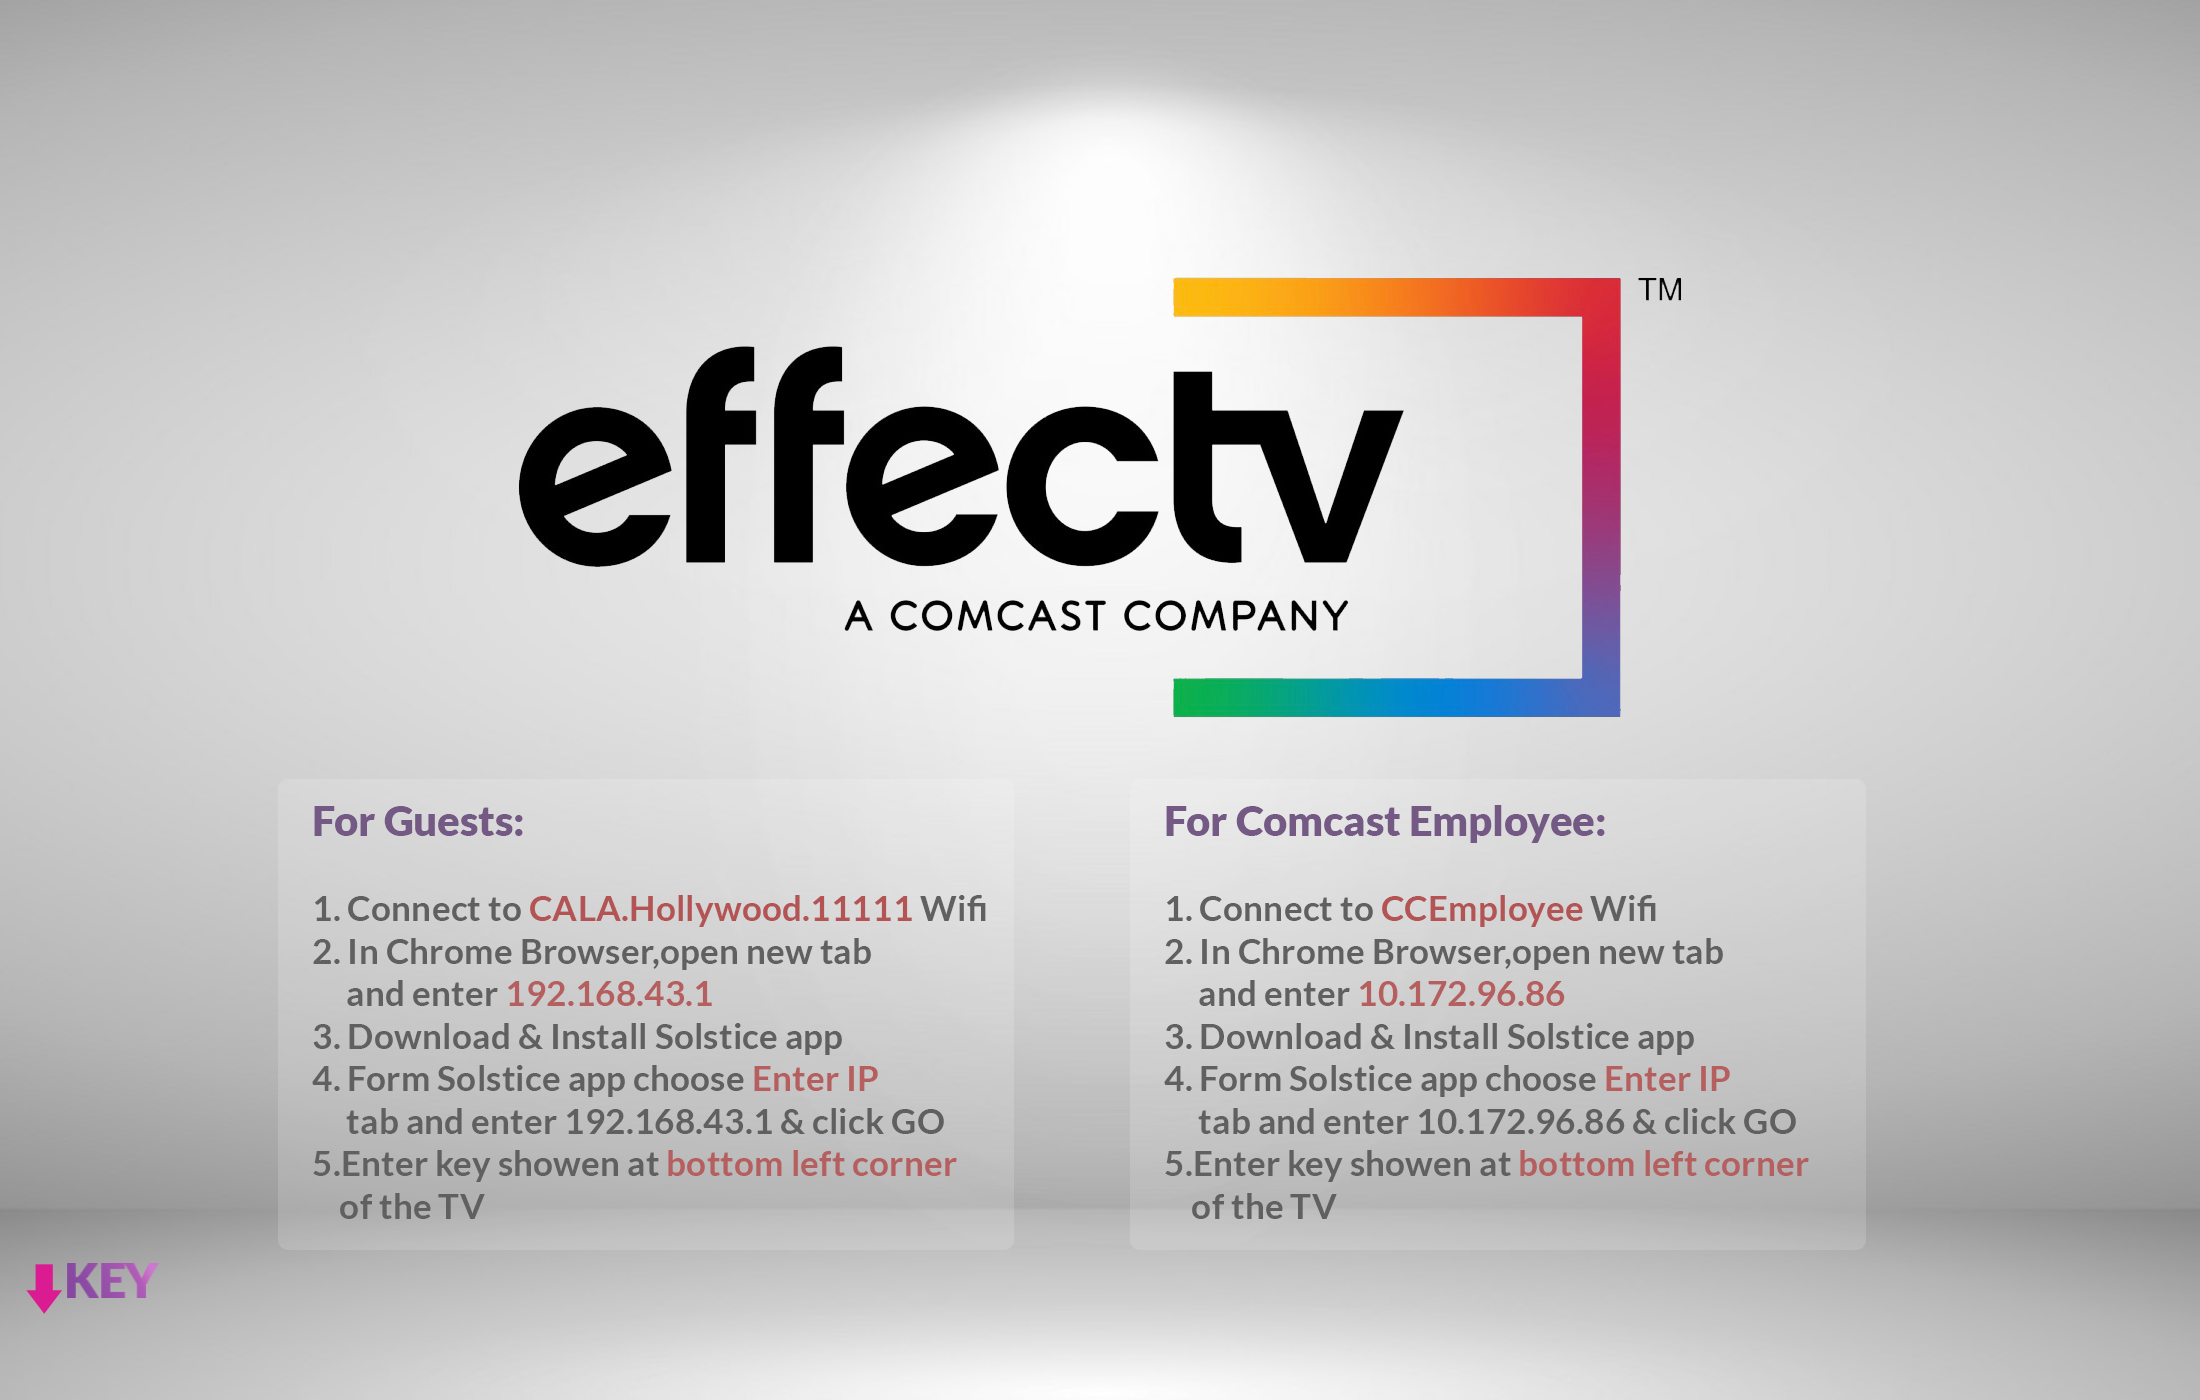 effectv
TM
A COMCAST COMPANY
For Guests:
1. Connect to CALA.Hollywood.11111 Wifi
2. In Chrome Browser,open new tab
and enter 192.168.43.1
3. Download & Install Solstice app
4. Form Solstice app choose Enter IP
tab and enter 192.168.43.1 & click GO
5.Enter key showen at bottom left corner
of the TV
For Comcast Employee:
1. Connect to CCEmployee Wifi
2. In Chrome Browser,open new tab
and enter 10.172.96.86
3. Download & Install Solstice app
4. Form Solstice app choose Enter IP
tab and enter 10.172.96.86 & click GO
5.Enter key showen at bottom left corner
of the TV
KEY